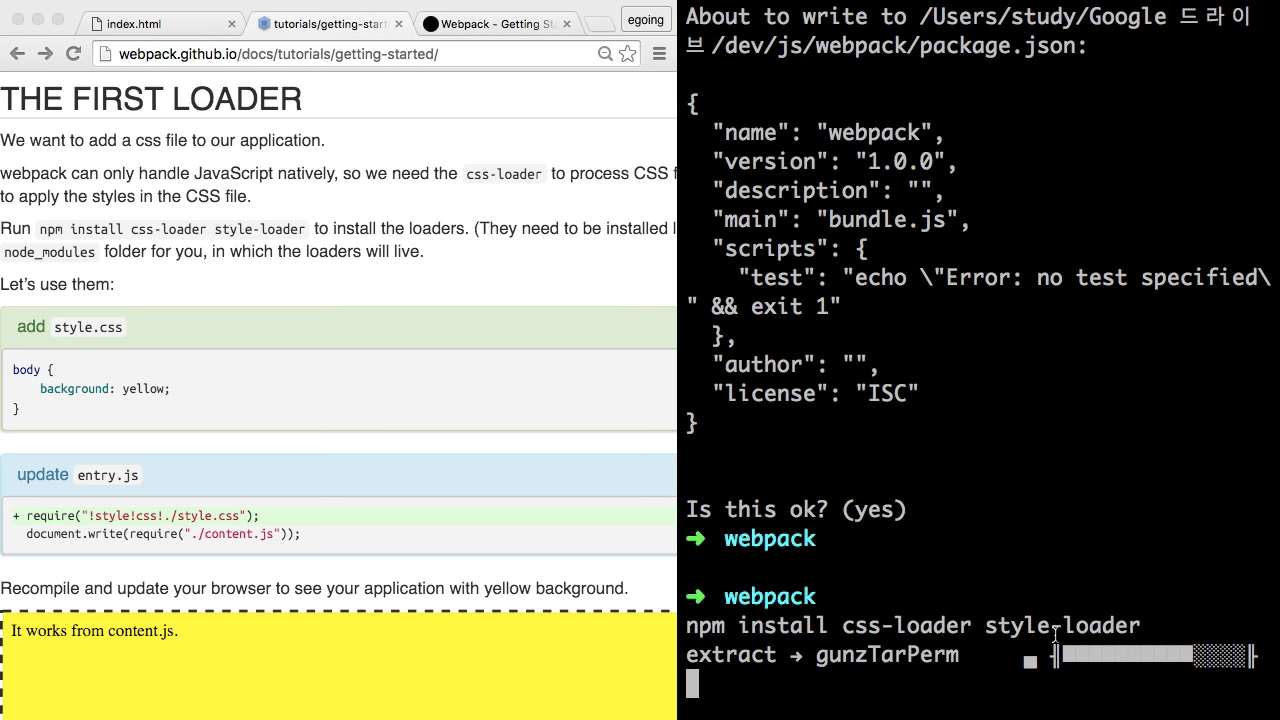 index.html
tutorials/getting-start
Webpack - Getting St
egoing
webpack.github.io/docs/tutorials/getting-started/
THE FIRST LOADER
We want to add a css file to our application.
webpack can only handle JavaScript natively, so we need the css-loader to process CSS f
to apply the styles in the CSS file.
Run npm install css-loader style-loader to install the loaders. (They need to be installed l
node_modules folder for you, in which the loaders will live.
Let's use them:
add style.css
body {
background: yellow;
}
update entry.js
+ require("!style!css!./style.css");
document.write(require("./content.js"));
Recompile and update your browser to see your application with yellow background.
It works from content.js.
About to write to /Users/study/Google 드라이
브/dev/js/webpack/package.json:
{
"name": "webpack",
"version": "1.0.0",
"description": "",
"main": "bundle.js",
"scripts": {
"test": "echo \"Error: no test specified\
" && exit 1"
},
"author": "",
"license": "ISC"
}
Is this ok? (yes)
➜ webpack
➜ webpack
npm install css-loader style-loader
extract → gunzTarPerm